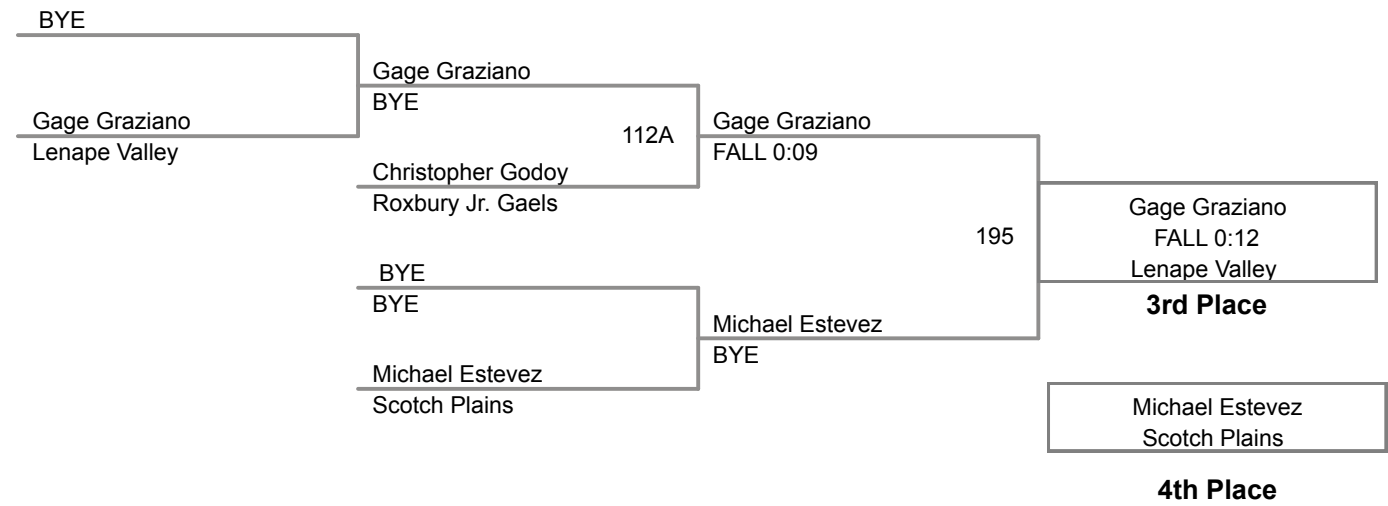 BYE
Gage Graziano
Lenape Valley
Gage Graziano
BYE
112A
Christopher Godoy
Roxbury Jr. Gaels
BYE
BYE
Michael Estevez
Scotch Plains
Gage Graziano
FALL 0:09
195
Michael Estevez
BYE
Gage Graziano
FALL 0:12
Lenape Valley
3rd Place
Michael Estevez
Scotch Plains
4th Place